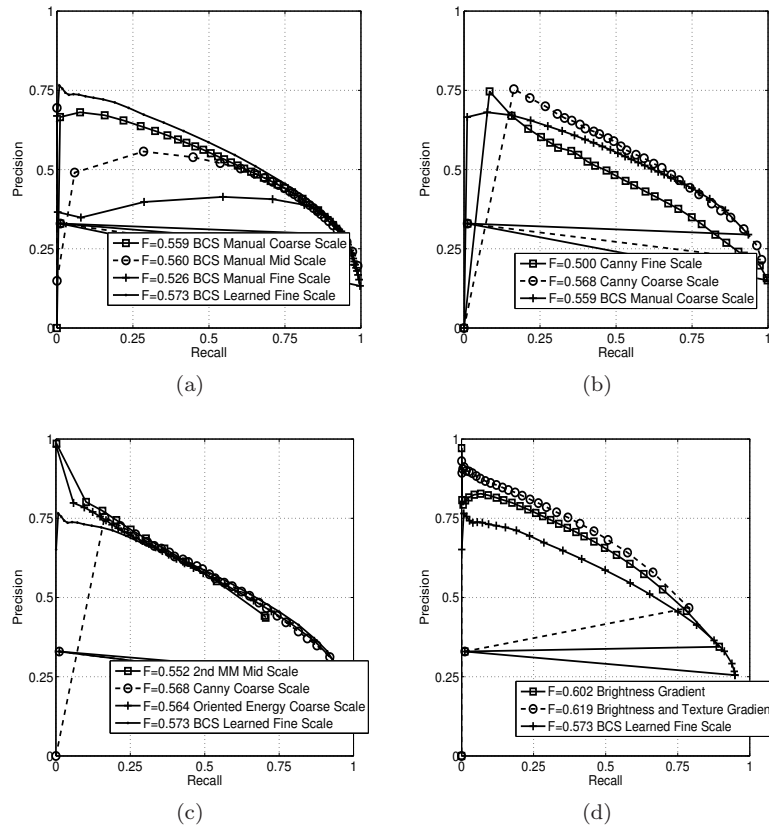 1
0.75
0.5
0.25
0
0.25
0.5
0.75
1
Precision
Recall
F=0.559 BCS Manual Coarse Scale
F=0.560 BCS Manual Mid Scale
F=0.526 BCS Manual Fine Scale
F=0.573 BCS Learned Fine Scale
(a)
1
0.75
0.5
0.25
0
0.25
0.5
0.75
1
Precision
Recall
F=0.500 Canny Fine Scale
F=0.568 Canny Coarse Scale
F=0.559 BCS Manual Coarse Scale
(b)
1
0.75
0.5
0.25
0
0.25
0.5
0.75
1
Precision
Recall
F=0.552 2nd MM Mid Scale
F=0.568 Canny Coarse Scale
F=0.564 Oriented Energy Coarse Scale
F=0.573 BCS Learned Fine Scale
(c)
1
0.75
0.5
0.25
0
0.25
0.5
0.75
1
Precision
Recall
F=0.602 Brightness Gradient
F=0.619 Brightness and Texture Gradient
F=0.573 BCS Learned Fine Scale
(d)